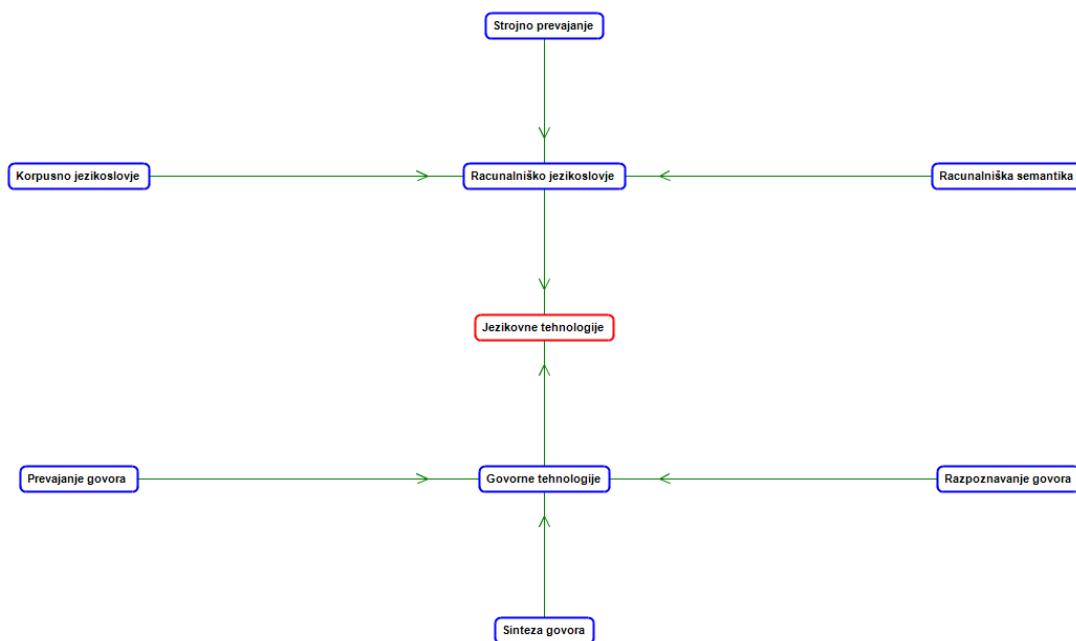 Strojno prevajanje
Korpusno jezikoslovje
Racunalniško jezikoslovje
Racunalniška semantika
Jezikovne tehnologije
Prevajanje govora
Govorne tehnologije
Razpoznavanje govora
Sinteza govora